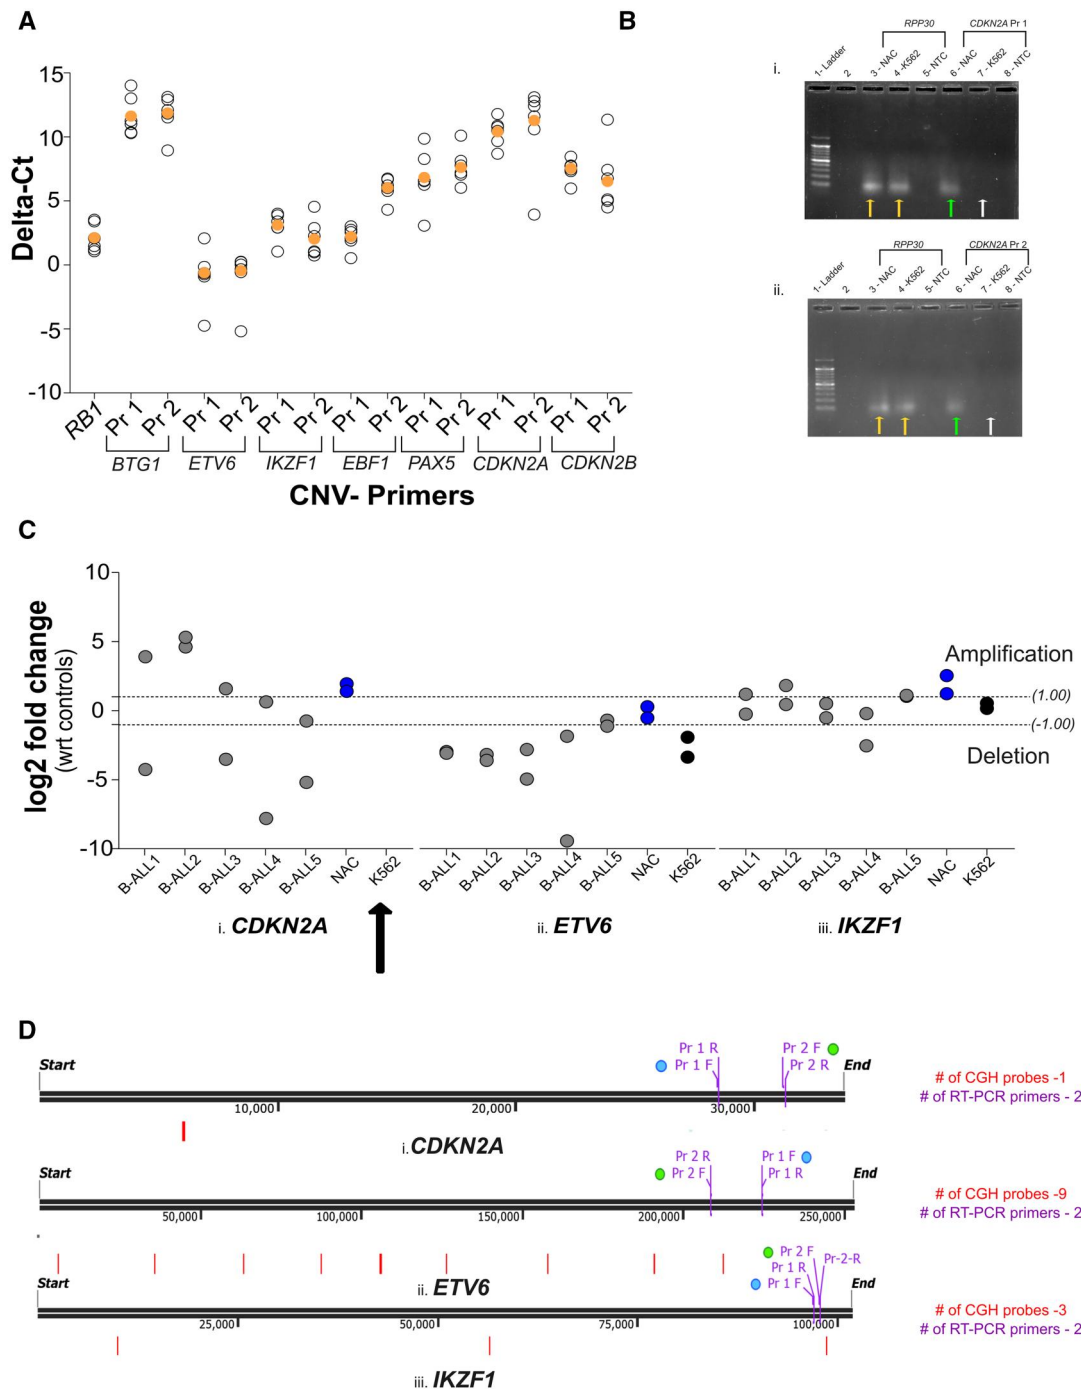 A
Delta-Ct
15
10
5
0
-5
-10
RB1
Pr 1
Pr 2
Pr 1
Pr 2
Pr 1
Pr 2
Pr 1
Pr 2
Pr 1
Pr 2
Pr 1
Pr 2
Pr 1
Pr 2
BTG1
ETV6
IKZF1
EBF1
PAX5
CDKN2A
CDKN2B
CNV- Primers
B
i.
RPP30
CDKN2A Pr 1
1- Ladder
2
3 - NAC
4 -K562
5- NTC
6 - NAC
7 - K562
8 - NTC
ii.
RPP30
CDKN2A Pr 2
1- Ladder
2
3 - NAC
4 -K562
5- NTC
6 - NAC
7 - K562
8 - NTC
C
log2 fold change
(wrt controls)
10
5
0
-5
-10
Amplification
(1.00)
(-1.00)
Deletion
B-ALL1
B-ALL2
B-ALL3
B-ALL4
B-ALL5
NAC
K562
B-ALL1
B-ALL2
B-ALL3
B-ALL4
B-ALL5
NAC
K562
B-ALL1
B-ALL2
B-ALL3
B-ALL4
B-ALL5
NAC
K562
i. CDKN2A
ii. ETV6
iii. IKZF1
D
Start
Pr 1 R
Pr 1 F
Pr 2 F
Pr 2 R
End
10,000
20,000
30,000
# of CGH probes -1
# of RT-PCR primers - 2
i.CDKN2A
Start
Pr 2 R
Pr 2 F
Pr 1 F
Pr 1 R
End
50,000
100,000
150,000
200,000
250,000
# of CGH probes -9
# of RT-PCR primers - 2
ii. ETV6
Start
Pr 2 F
Pr 1 R
Pr 1 F
Pr-2-R
End
25,000
50,000
75,000
100,000
# of CGH probes -3
# of RT-PCR primers - 2
iii. IKZF1